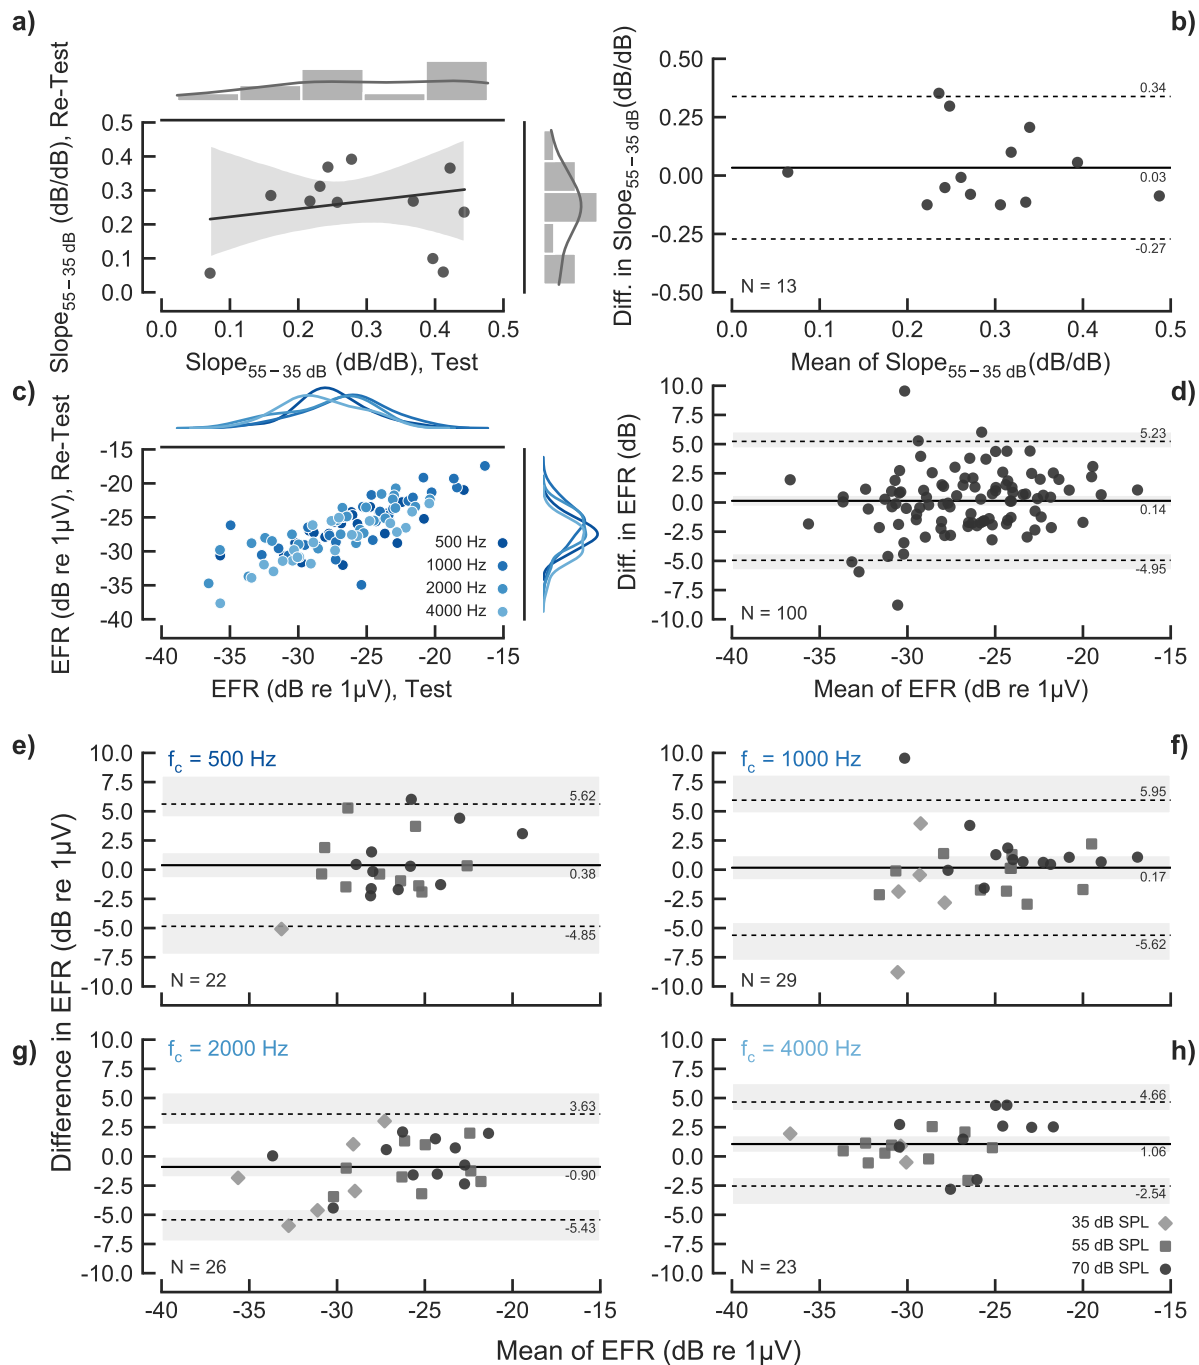 a)
Slope55−35 dB (dB/dB), Re-Test
0.5
0.4
0.3
0.2
0.1
0.0
0.0 0.1 0.2 0.3 0.4 0.5
Slope55−35 dB (dB/dB), Test
b)
Diff. in Slope55−35 dB(dB/dB)
0.50
0.25
0.00
-0.25
-0.50
0.34
0.03
-0.27
N = 13
0.0 0.1 0.2 0.3 0.4 0.5
Mean of Slope55−35 dB(dB/dB)
c)
EFR (dB re 1µV), Re-Test
-15
-20
-25
-30
-35
-40
500 Hz
1000 Hz
2000 Hz
4000 Hz
-40 -35 -30 -25 -20 -15
EFR (dB re 1µV), Test
d)
Diff. in EFR (dB)
10.0
7.5
5.0
2.5
0.0
-2.5
-5.0
-7.5
-10.0
5.23
0.14
-4.95
N = 100
-40 -35 -30 -25 -20 -15
Mean of EFR (dB re 1µV)
Difference in EFR (dB re 1µV)
e)
fc = 500 Hz
10.0
7.5
5.0
2.5
0.0
-2.5
-5.0
-7.5
-10.0
5.62
0.38
-4.85
N = 22
f)
fc = 1000 Hz
10.0
7.5
5.0
2.5
0.0
-2.5
-5.0
-7.5
-10.0
5.95
0.17
-5.62
N = 29
g)
fc = 2000 Hz
10.0
7.5
5.0
2.5
0.0
-2.5
-5.0
-7.5
-10.0
3.63
-0.90
-5.43
N = 26
-40 -35 -30 -25 -20 -15
h)
fc = 4000 Hz
10.0
7.5
5.0
2.5
0.0
-2.5
-5.0
-7.5
-10.0
4.66
1.06
-2.54
35 dB SPL
55 dB SPL
70 dB SPL
N = 23
-40 -35 -30 -25 -20 -15
Mean of EFR (dB re 1µV)